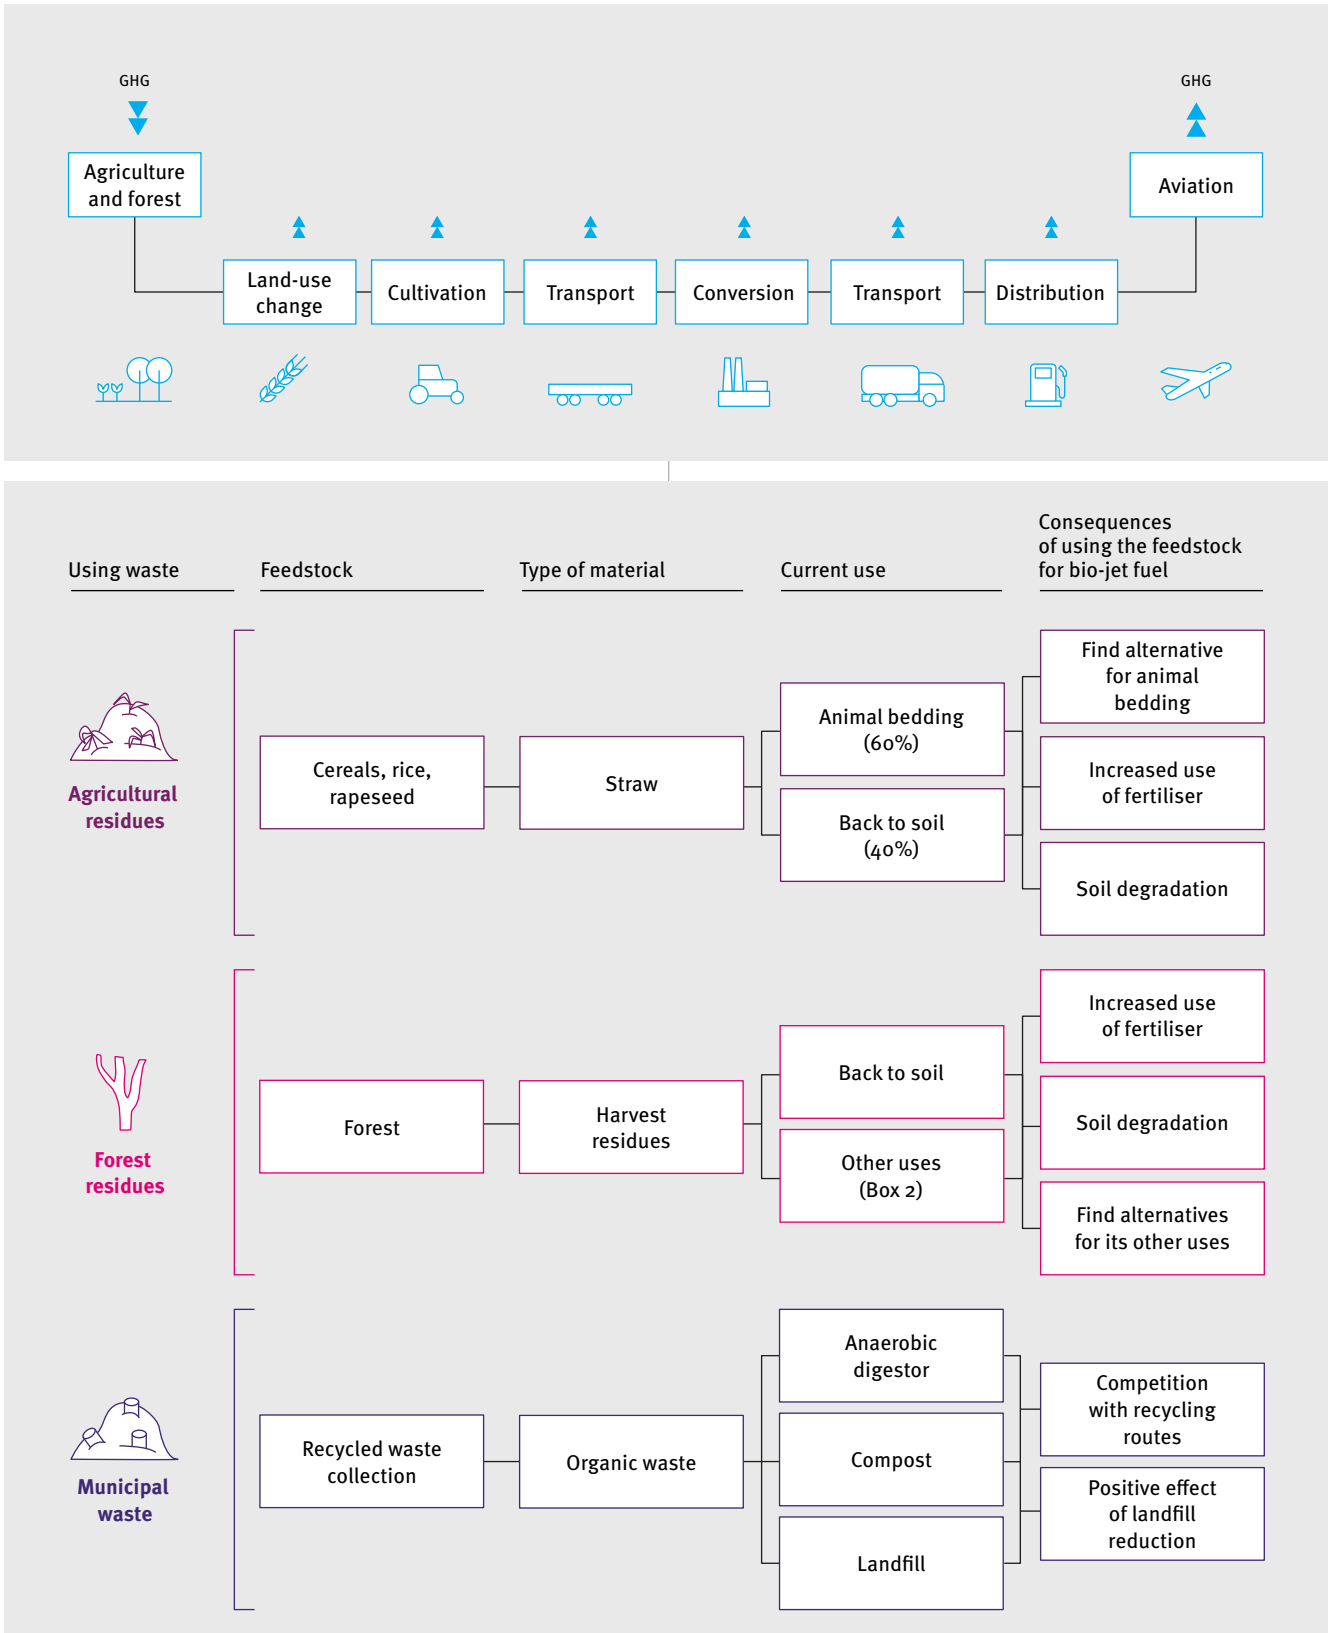 GHG
GHG
Agriculture
and forest
Aviation
Land-use
change
Cultivation
Transport
Conversion
Transport
Distribution
Using waste
Feedstock
Type of material
Current use
Consequences
of using the feedstock
for bio-jet fuel
Agricultural
residues
Cereals, rice,
rapeseed
Straw
Animal bedding
(60%)
Back to soil
(40%)
Find alternative
for animal
bedding
Increased use
of fertiliser
Soil degradation
Forest
residues
Forest
Harvest
residues
Back to soil
Other uses
(Box 2)
Increased use
of fertiliser
Soil degradation
Find alternatives
for its other uses
Municipal
waste
Recycled waste
collection
Organic waste
Anaerobic
digestor
Compost
Landfill
Competition
with recycling
routes
Positive effect
of landfill
reduction